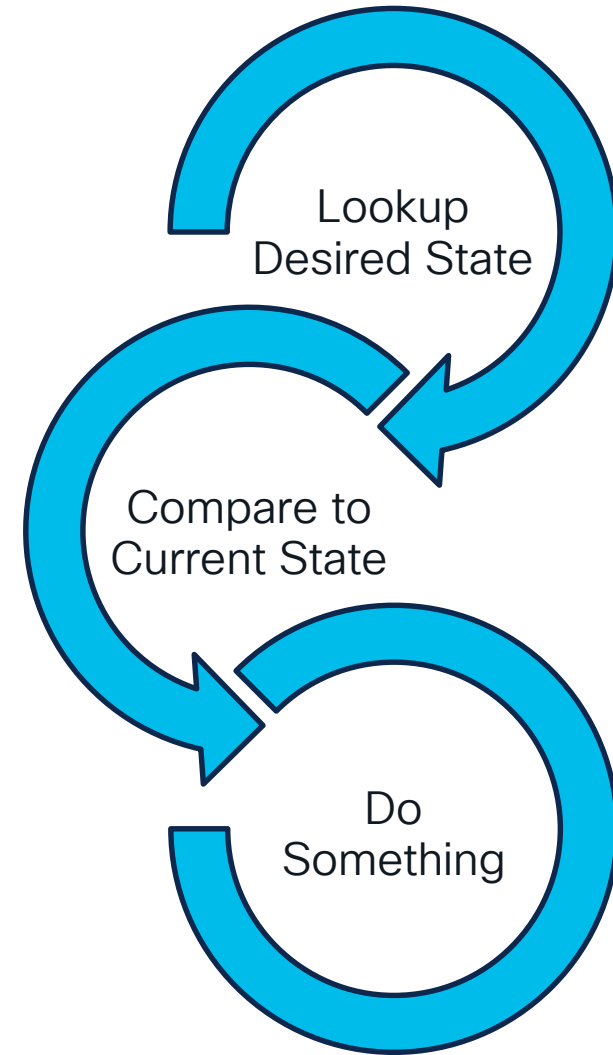 Lookup
Desired State
Compare to
Current State
Do
Something